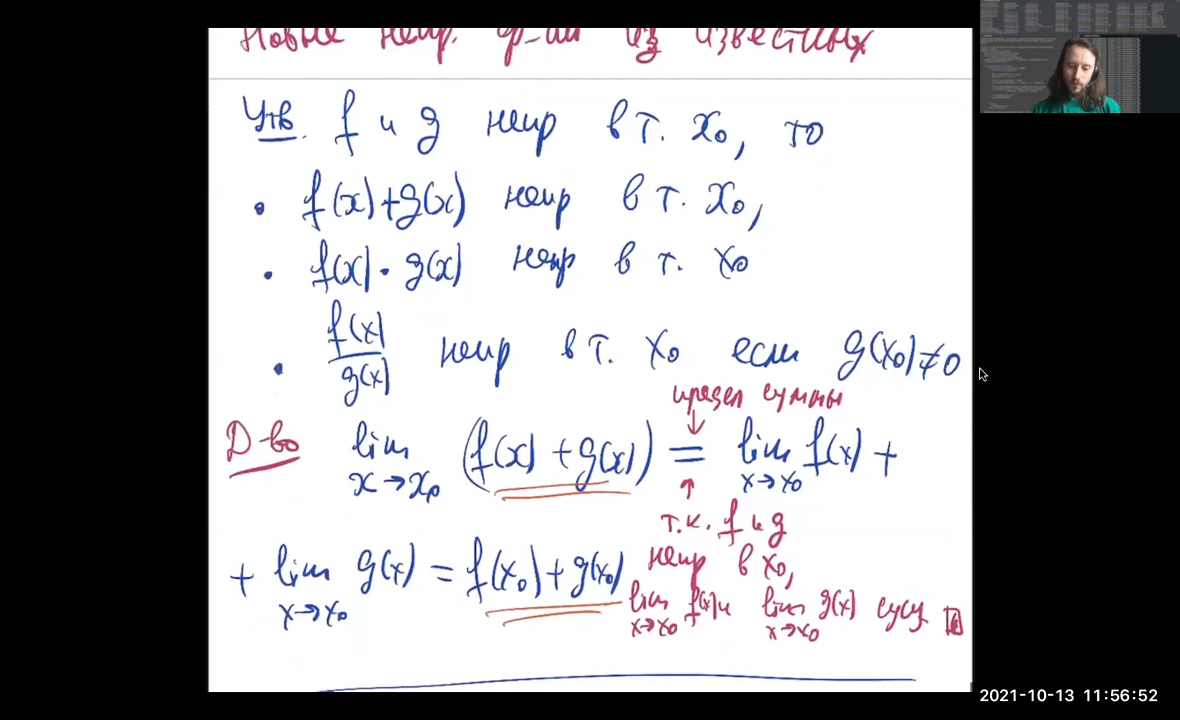 Новые непр. ф-ии из известных
Утв. f и g непр в т. x₀, то
• f(x)+g(x) непр в т. x₀,
• f(x)·g(x) непр в т. x₀
• f(x)/g(x) непр в т. x₀ если g(x₀)≠0
предел суммы
Д-во lim x→x₀ (f(x)+g(x)) = lim x→x₀ f(x) +
т.к. f и g
+ lim x→x₀ g(x) = f(x₀)+g(x₀) непр в x₀,
lim x→x₀ f(x) и lim x→x₀ g(x) сущ
2021-10-13 11:56:52